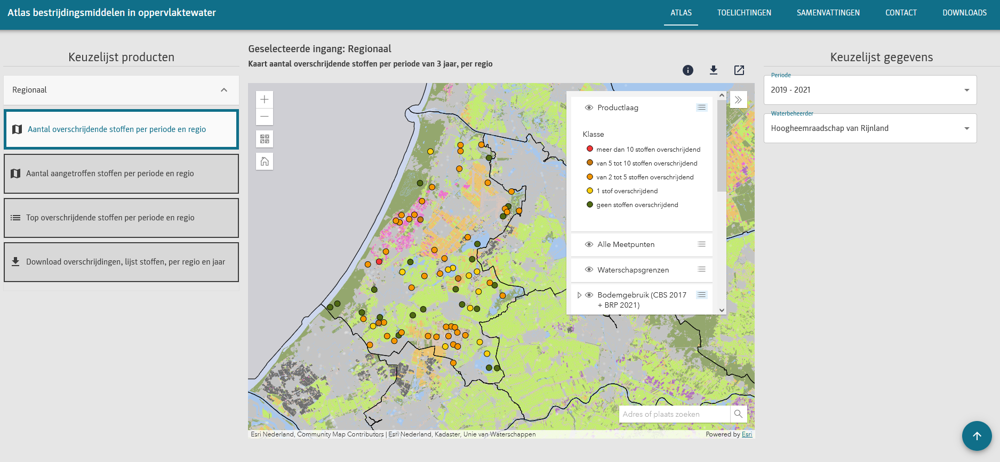 Atlas bestrijdingsmiddelen in oppervlaktewater
ATLAS
TOELICHTINGEN
SAMENVATTINGEN
CONTACT
DOWNLOADS
Keuzelijst producten
Regionaal
Aantal overschrijdende stoffen per periode en regio
Aantal aangetroffen stoffen per periode en regio
Top overschrijdende stoffen per periode en regio
Download overschrijdingen, lijst stoffen, per regio en jaar
Geselecteerde ingang: Regionaal
Kaart aantal overschrijdende stoffen per periode van 3 jaar, per regio
Productlaag
Klasse
meer dan 10 stoffen overschrijdend
van 5 tot 10 stoffen overschrijdend
van 2 tot 5 stoffen overschrijdend
1 stof overschrijdend
geen stoffen overschrijdend
Alle Meetpunten
Waterschapsgrenzen
Bodemgebruik (CBS 2017
+ BRP 2021)
Adres of plaats zoeken
Esri Nederland, Community Map Contributors | Esri Nederland, Kadaster, Unie van Waterschappen
Powered by Esri
Keuzelijst gegevens
Periode
2019 - 2021
Waterbeheerder
Hoogheemraadschap van Rijnland